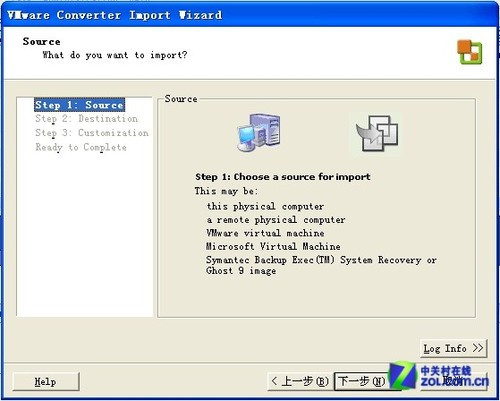 VMware Converter Import Wizard
Source
What do you want to import?
Step 1: Source
Step 2: Destination
Step 3: Customization
Ready to Complete
Source
Step 1: Choose a source for import
This may be:
this physical computer
a remote physical computer
VMware virtual machine
Microsoft Virtual Machine
Symantec Backup Exec(TM) System Recovery or
Ghost 9 image
Log Info >>
Help
< 上一步(B)
下一步(N)
中关村在线
zol.com.cn